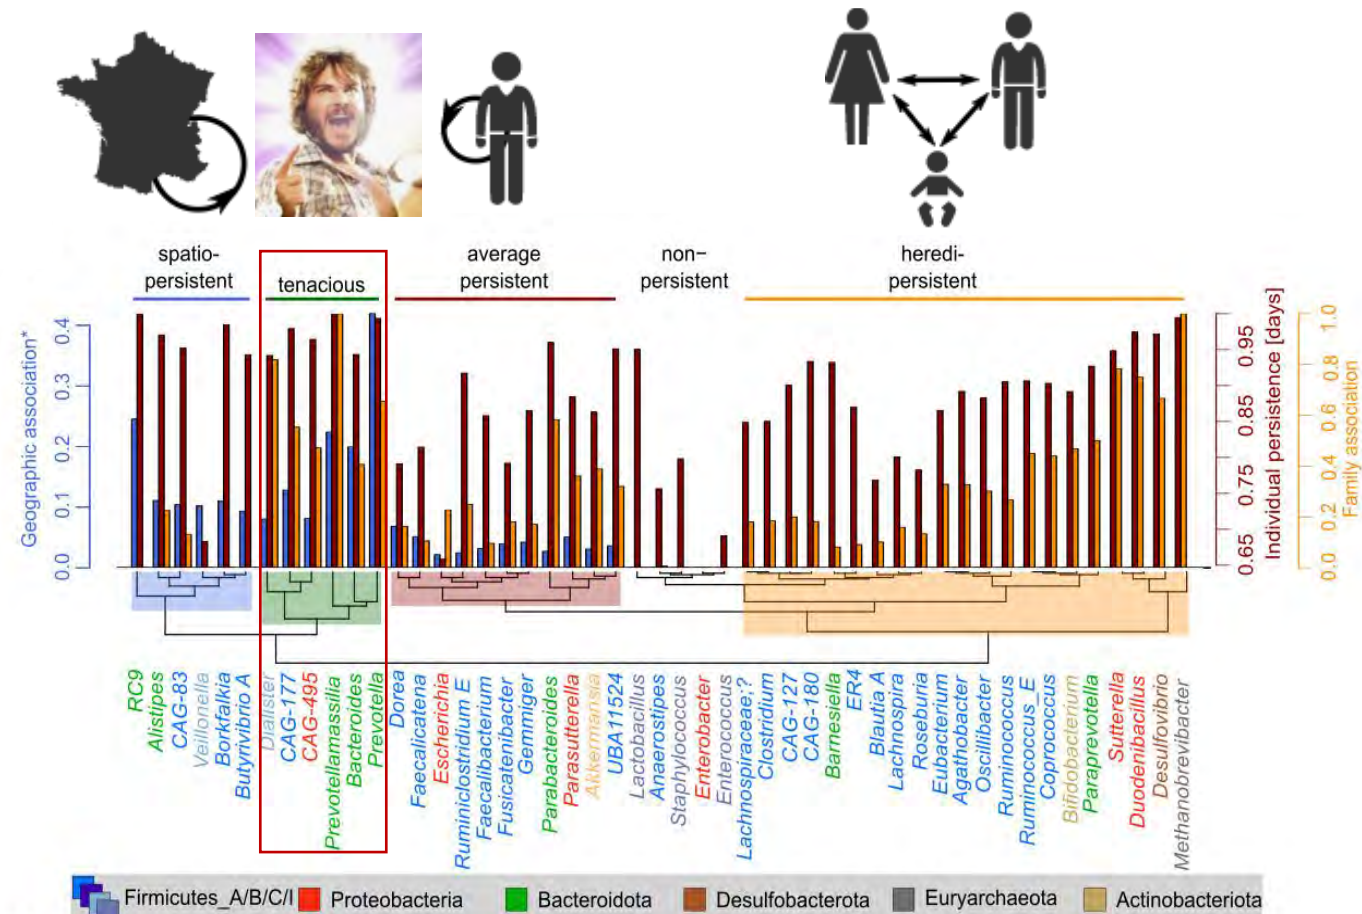 spatio-
persistent
tenacious
average
persistent
non−
persistent
heredi-
persistent
Geographic association*
0.0
0.1
0.2
0.3
0.4
0.65
0.75
0.85
0.95
Individual persistence [days]
0.0
0.2
0.4
0.6
0.8
1.0
Family association
RC9
Alistipes
CAG-83
Veillonella
Borkfalkia
Butyrivibrio A
Dialister
CAG-177
CAG-495
Prevotellamassilia
Bacteroides
Prevotella
Dorea
Faecalicatena
Escherichia
Ruminiclostridium E
Faecalibacterium
Fusicatenibacter
Gemmiger
Parabacteroides
Parasutterella
Akkermansia
UBA11524
Lactobacillus
Anaerostipes
Staphylococcus
Enterobacter
Enterococcus
Lachnospiraceae;?
Clostridium
CAG-127
CAG-180
Barnesiella
ER4
Blautia A
Lachnospira
Roseburia
Eubacterium
Agathobacter
Oscillibacter
Ruminococcus
Ruminococcus_E
Coprococcus
Bifidobacterium
Paraprevotella
Sutterella
Duodenibacillus
Desulfovibrio
Methanobrevibacter
Firmicutes_A/B/C/I
Proteobacteria
Bacteroidota
Desulfobacterota
Euryarchaeota
Actinobacteriota